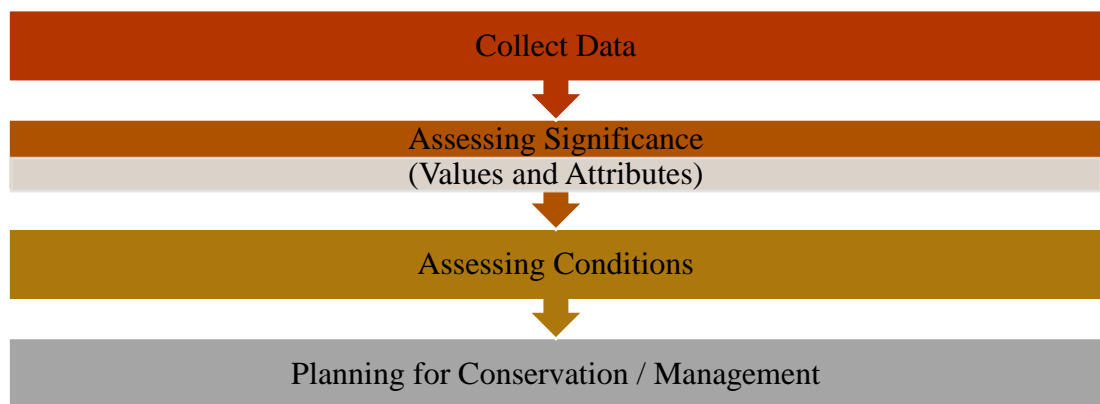 Collect Data
Assessing Significance
(Values and Attributes)
Assessing Conditions
Planning for Conservation / Management